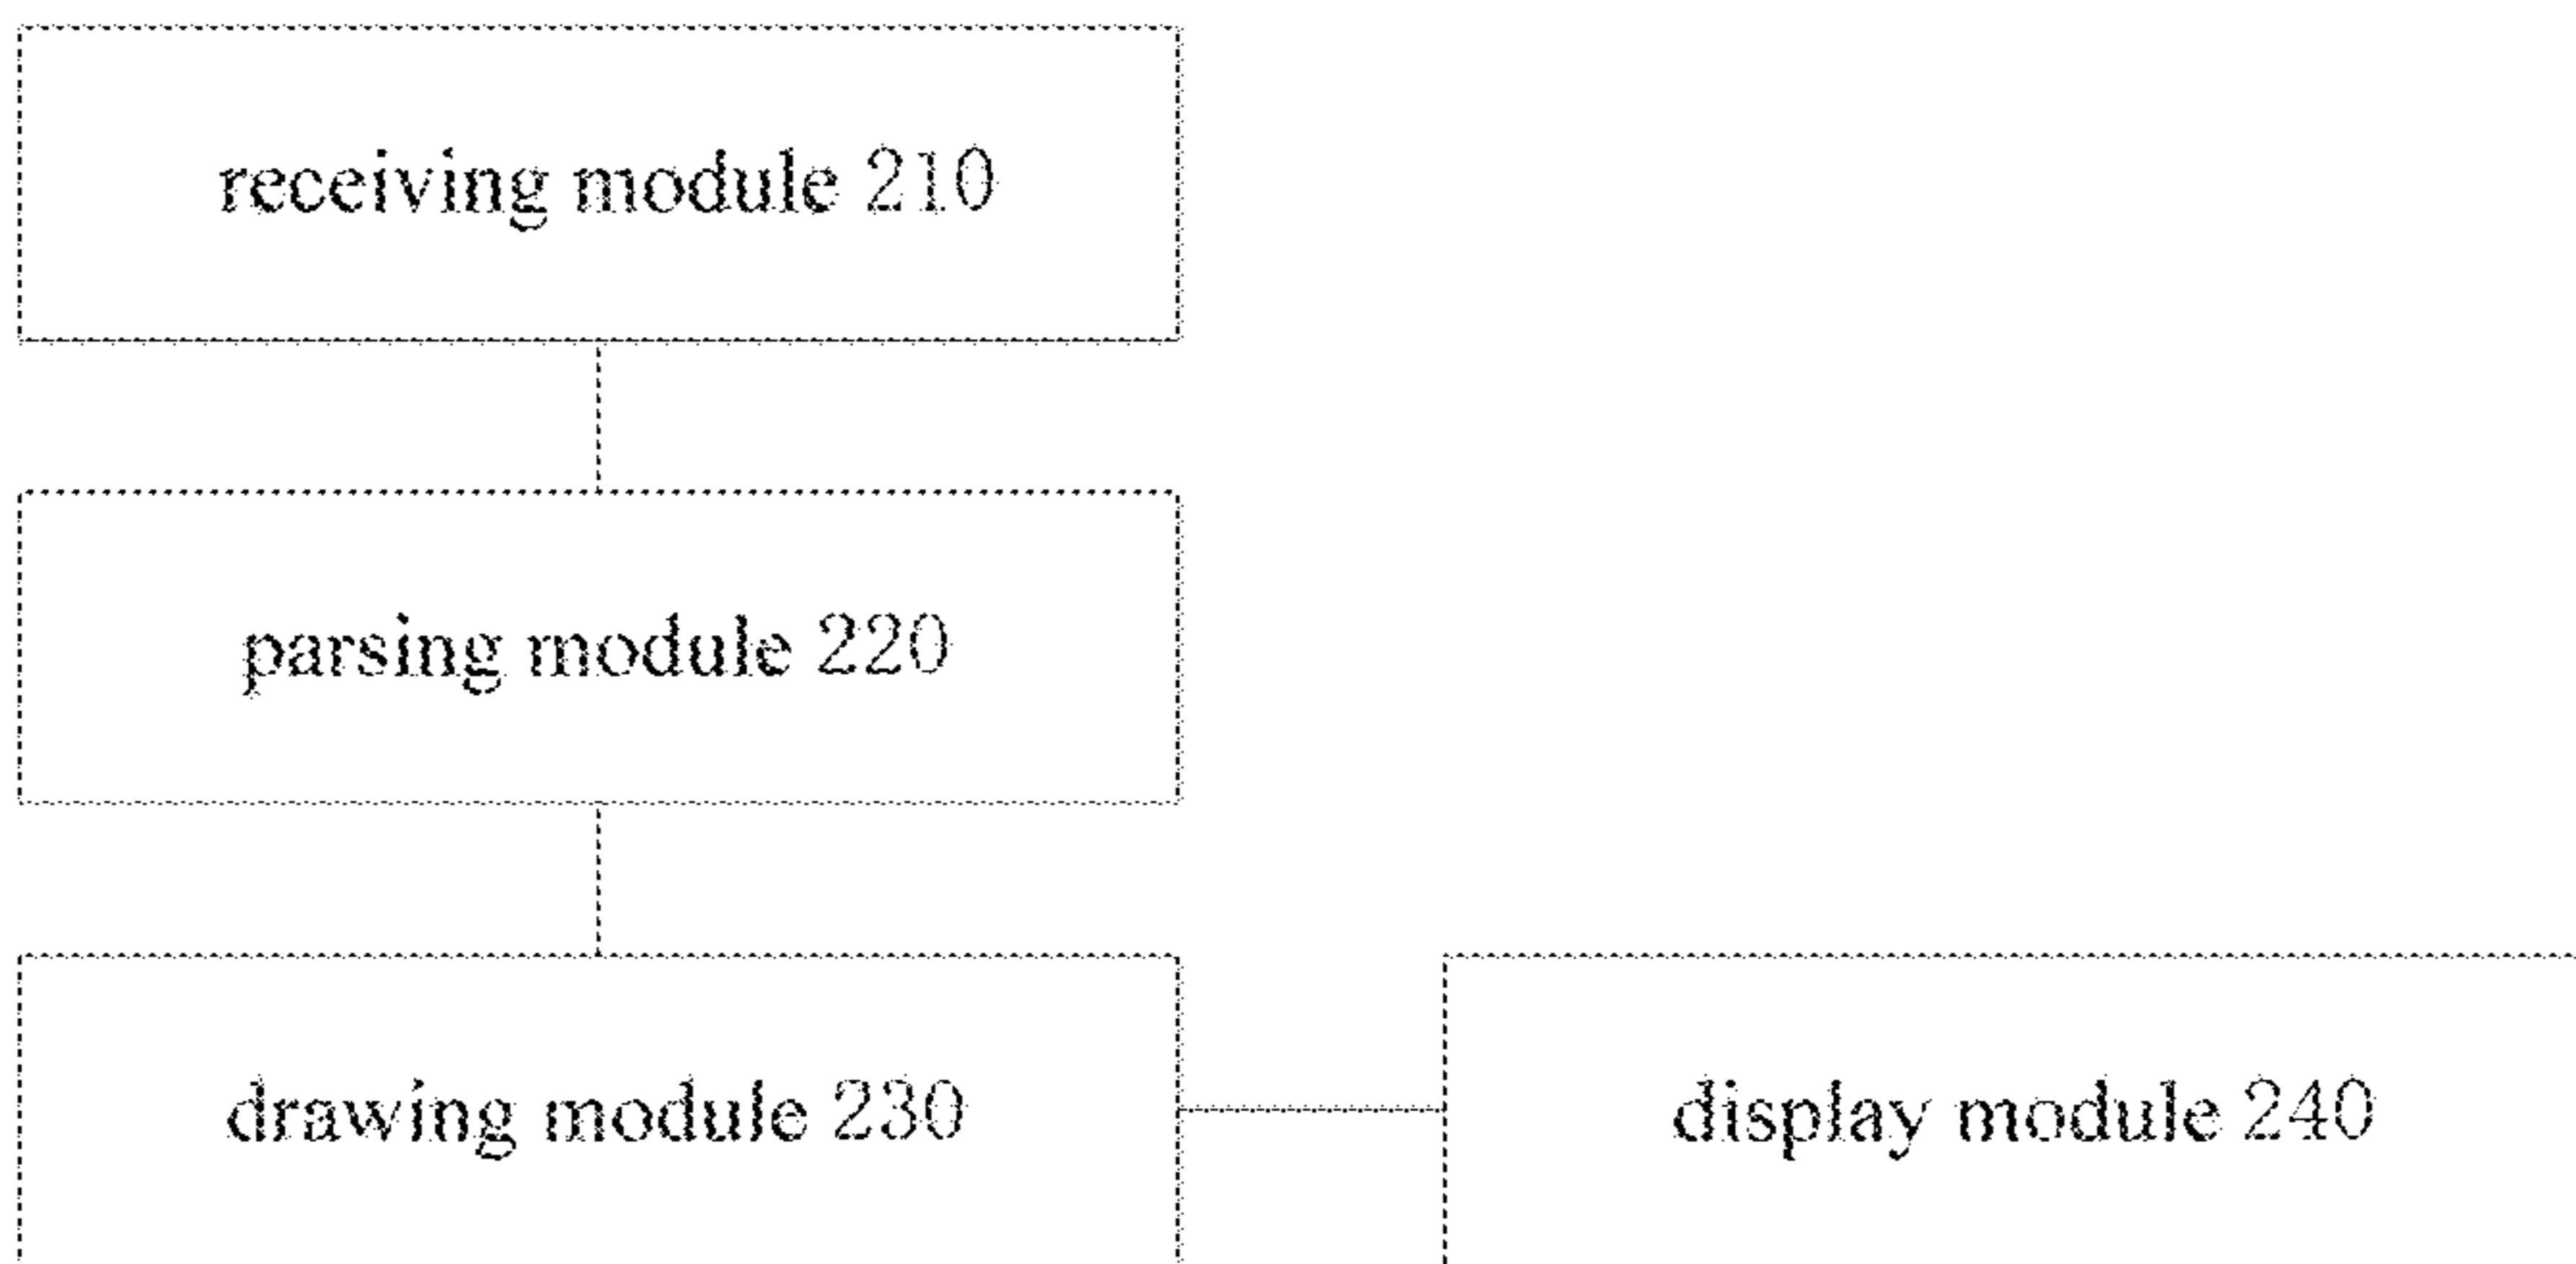 receiving module 210
parsing module 220
drawing module 230
display module 240